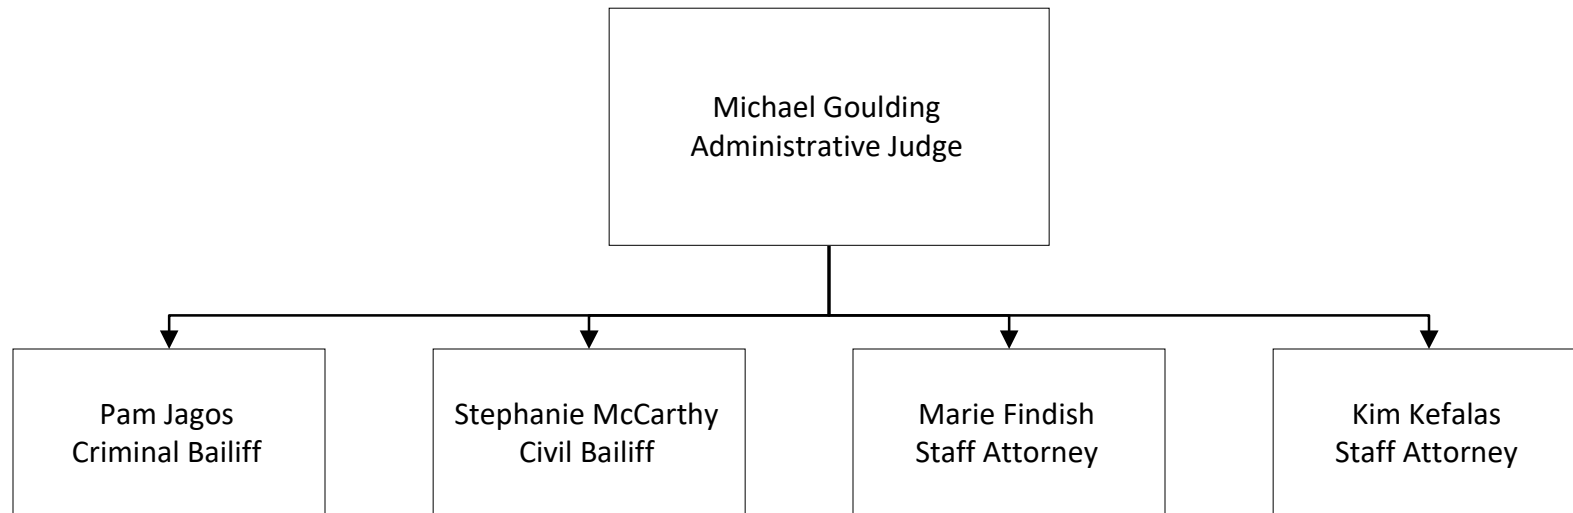 Michael Goulding
Administrative Judge
Pam Jagos
Criminal Bailiff
Stephanie McCarthy
Civil Bailiff
Marie Findish
Staff Attorney
Kim Kefalas
Staff Attorney